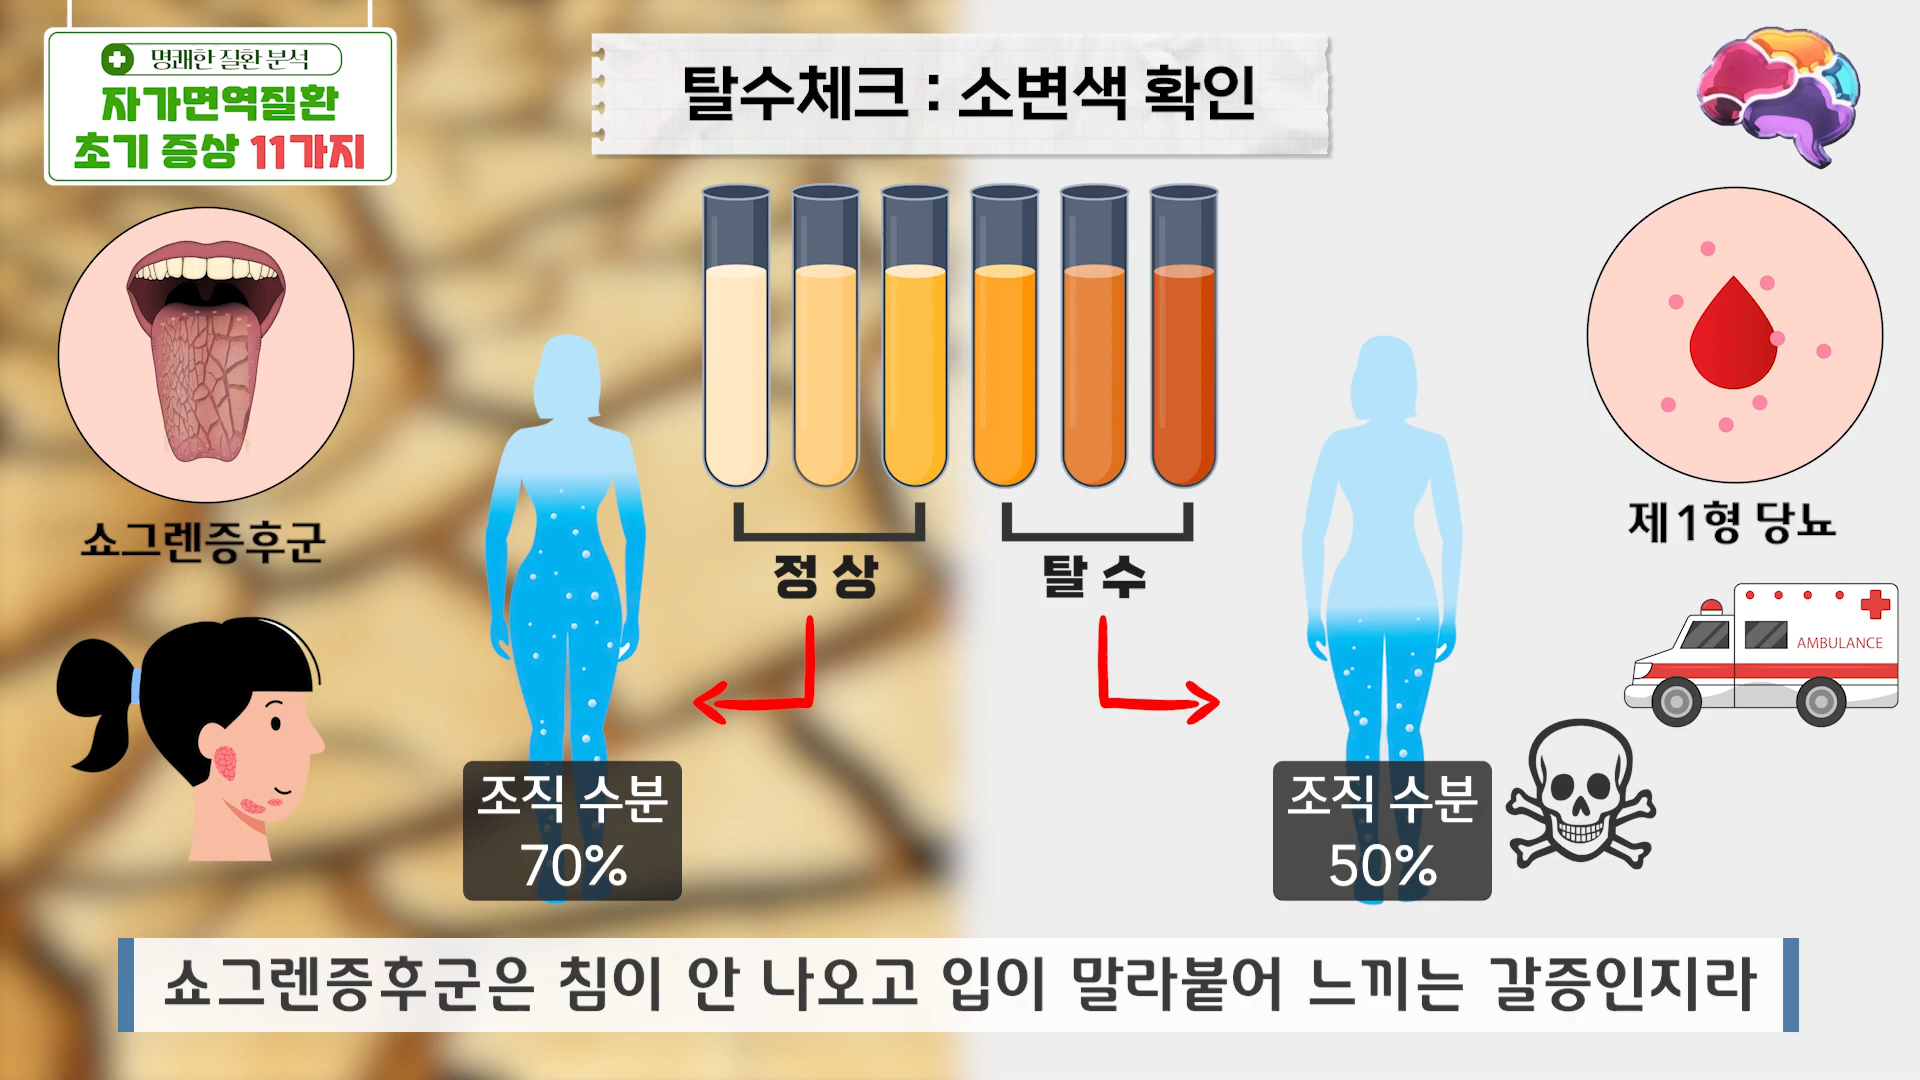 명쾌한 질환 분석
자가면역질환
초기 증상 11가지
탈수체크 : 소변색 확인
쇼그렌증후군
정상
탈수
제1형 당뇨
AMBULANCE
조직 수분
70%
조직 수분
50%
쇼그렌증후군은 침이 안 나오고 입이 말라붙어 느끼는 갈증인지라